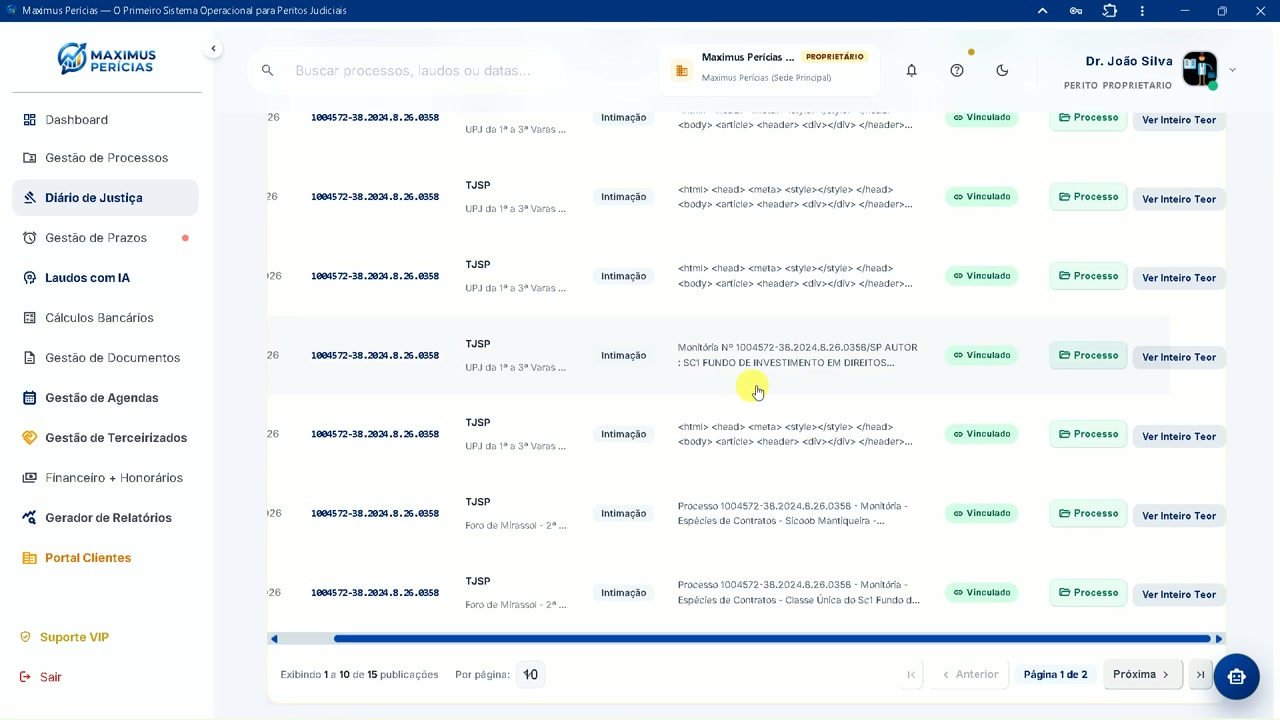 Maximus Perícias — O Primeiro Sistema Operacional para Peritos Judiciais
MAXIMUS
PERÍCIAS
Buscar processos, laudos ou datas...
Maximus Perícias ... PROPRIETÁRIO
Maximus Perícias (Sede Principal)
Dr. João Silva
PERITO PROPRIETARIO
Dashboard
Gestão de Processos
Diário de Justiça
Gestão de Prazos
Laudos com IA
Cálculos Bancários
Gestão de Documentos
Gestão de Agendas
Gestão de Terceirizados
Financeiro + Honorários
Gerador de Relatórios
Portal Clientes
Suporte VIP
Sair
26 1004572-38.2024.8.26.0358 UPJ da 1ª a 3ª Varas ... Intimação
<body> <article> <header> <div></div> </header>...
Vinculado Processo Ver Inteiro Teor
26 1004572-38.2024.8.26.0358 TJSP
UPJ da 1ª a 3ª Varas ... Intimação
<html> <head> <meta> <style></style> </head>
<body> <article> <header> <div></div> </header>...
Vinculado Processo Ver Inteiro Teor
26 1004572-38.2024.8.26.0358 TJSP
UPJ da 1ª a 3ª Varas ... Intimação
<html> <head> <meta> <style></style> </head>
<body> <article> <header> <div></div> </header>...
Vinculado Processo Ver Inteiro Teor
26 1004572-38.2024.8.26.0358 TJSP
UPJ da 1ª a 3ª Varas ... Intimação
Monitória Nº 1004572-38.2024.8.26.0358/SP AUTOR
: SC1 FUNDO DE INVESTIMENTO EM DIREITOS...
Vinculado Processo Ver Inteiro Teor
26 1004572-38.2024.8.26.0358 TJSP
UPJ da 1ª a 3ª Varas ... Intimação
<html> <head> <meta> <style></style> </head>
<body> <article> <header> <div></div> </header>...
Vinculado Processo Ver Inteiro Teor
26 1004572-38.2024.8.26.0358 TJSP
Foro de Mirassol - 2ª ... Intimação
Processo 1004572-38.2024.8.26.0358 - Monitória -
Espécies de Contratos - Sicoob Mantiqueira -...
Vinculado Processo Ver Inteiro Teor
26 1004572-38.2024.8.26.0358 TJSP
Foro de Mirassol - 2ª ... Intimação
Processo 1004572-38.2024.8.26.0358 - Monitória -
Espécies de Contratos - Classe Única do Sc1 Fundo d...
Vinculado Processo Ver Inteiro Teor
Exibindo 1 a 10 de 15 publicações Por página: 10 Anterior Página 1 de 2 Próxima